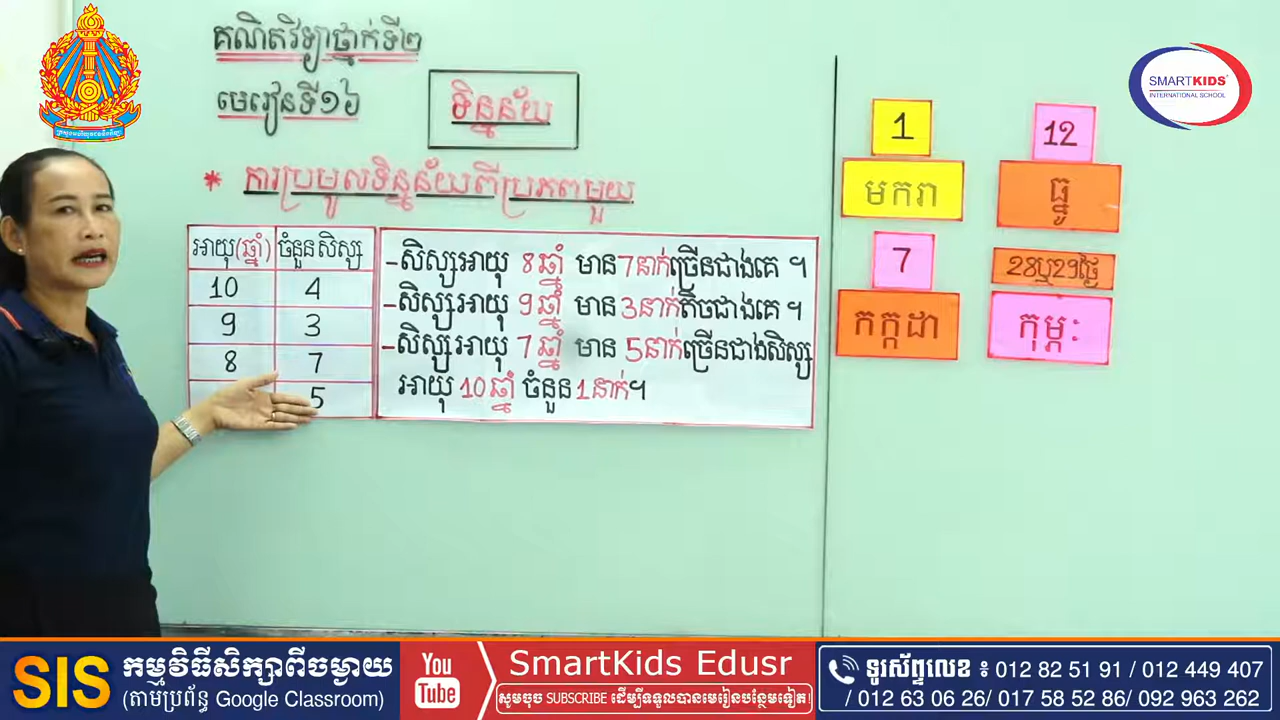 គណិតវិទ្យាថ្នាក់ទី២
មេរៀនទី១៦
ទិន្នន័យ
* ការប្រមូលទិន្នន័យពីប្រភពមួយ
អាយុ(ឆ្នាំ) ចំនួនសិស្ស
10 4
9 3
8 7
5
-សិស្សអាយុ 8ឆ្នាំ មាន7នាក់ច្រើនជាងគេ ។
-សិស្សអាយុ 9ឆ្នាំ មាន3នាក់តិចជាងគេ ។
-សិស្សអាយុ 7ឆ្នាំ មាន 5នាក់ច្រើនជាងសិស្ស
អាយុ 10ឆ្នាំ ចំនួន1នាក់។
1
មករា
12
ធ្នូ
7
កក្កដា
28ឬ29ថ្ងៃ
កុម្ភៈ
SMARTKIDS
INTERNATIONAL SCHOOL
SIS
កម្មវិធីសិក្សាពីចម្ងាយ
(តាមប្រព័ន្ធ Google Classroom)
You
Tube
SmartKids Edusr
សូមចុច SUBSCRIBE ដើម្បីទទួលបានមេរៀនបន្ថែមទៀត!
ទូរស័ព្ទលេខ ៖ 012 82 51 91 / 012 449 407
/ 012 63 06 26/ 017 58 52 86/ 092 963 262